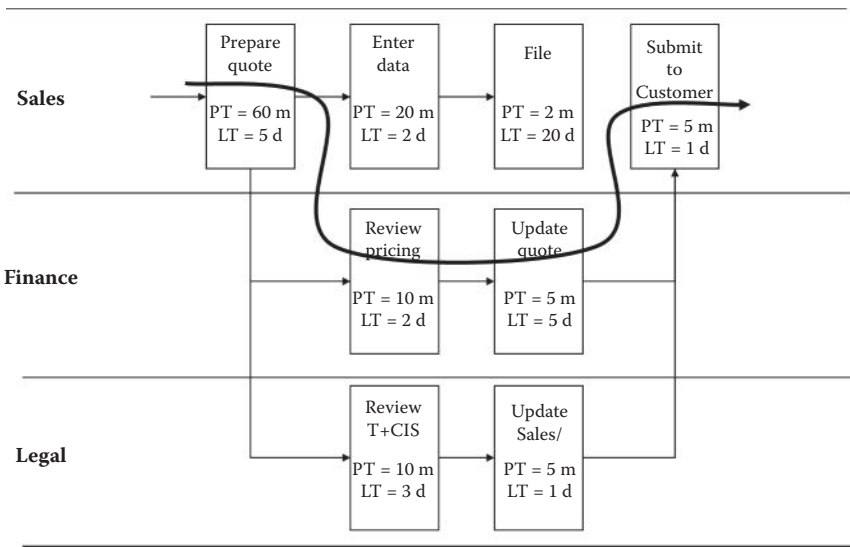 Sales
Prepare
quote
PT = 60 m
LT = 5 d
Enter
data
PT = 20 m
LT = 2 d
File
PT = 2 m
LT = 20 d
Submit
to
Customer
PT = 5 m
LT = 1 d
Finance
Review
pricing
PT = 10 m
LT = 2 d
Update
quote
PT = 5 m
LT = 5 d
Legal
Review
T+CIS
PT = 10 m
LT = 3 d
Update
Sales/
PT = 5 m
LT = 1 d